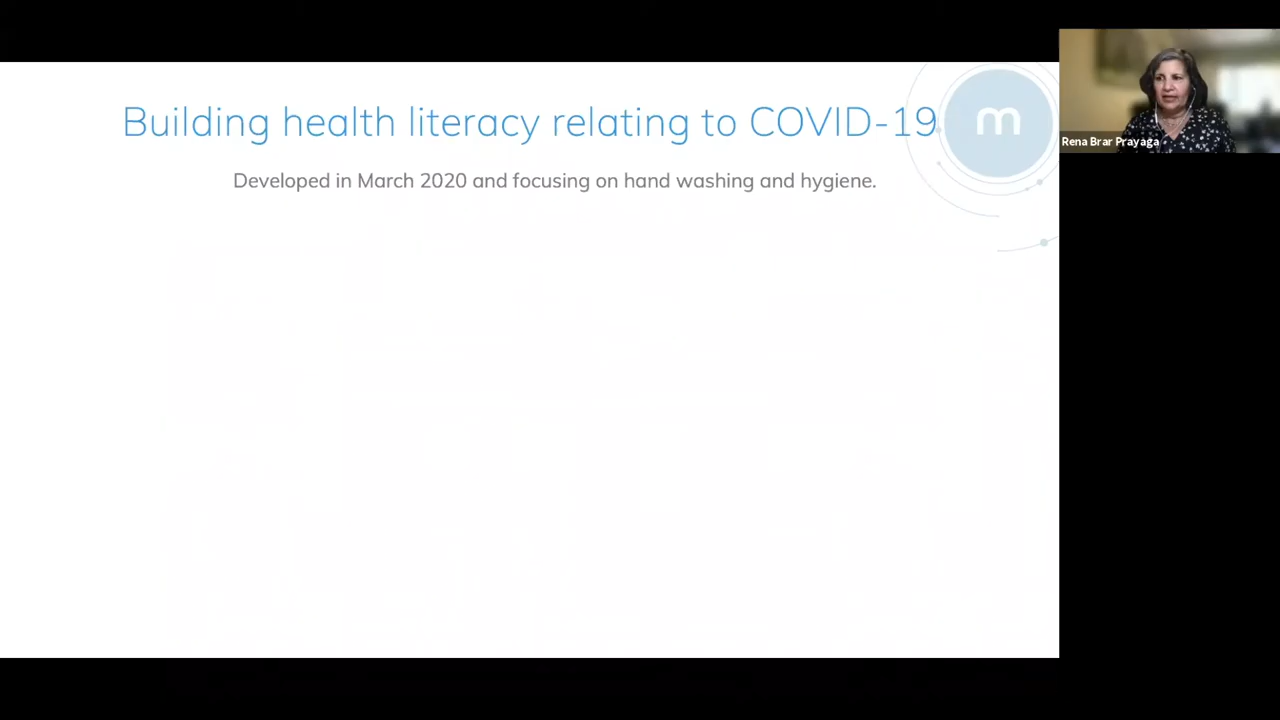 Building health literacy relating to COVID-19
m
Developed in March 2020 and focusing on hand washing and hygiene.
Rena Brar Prayaga